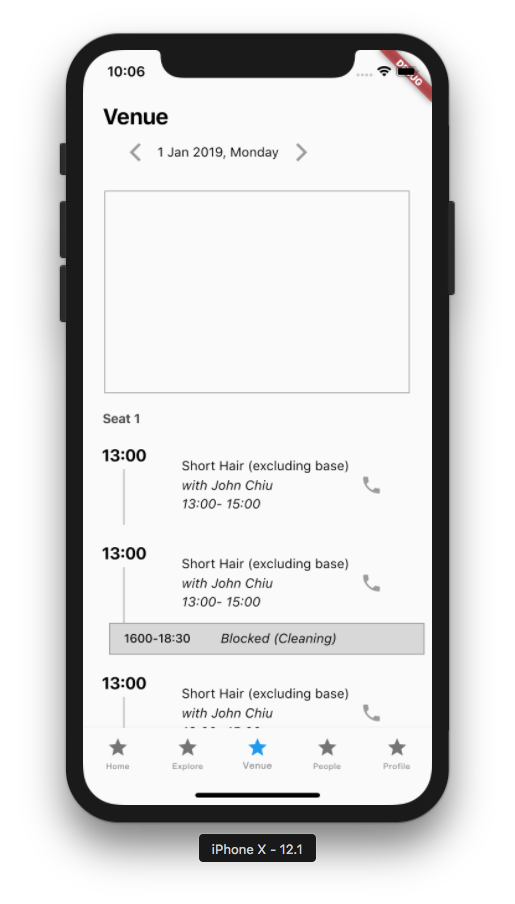 10:06
DEBUG
Venue
1 Jan 2019, Monday
Seat 1
13:00
Short Hair (excluding base)
with John Chiu
13:00- 15:00
13:00
Short Hair (excluding base)
with John Chiu
13:00- 15:00
1600-18:30 Blocked (Cleaning)
13:00
Short Hair (excluding base)
with John Chiu
Home Explore Venue People Profile
iPhone X - 12.1